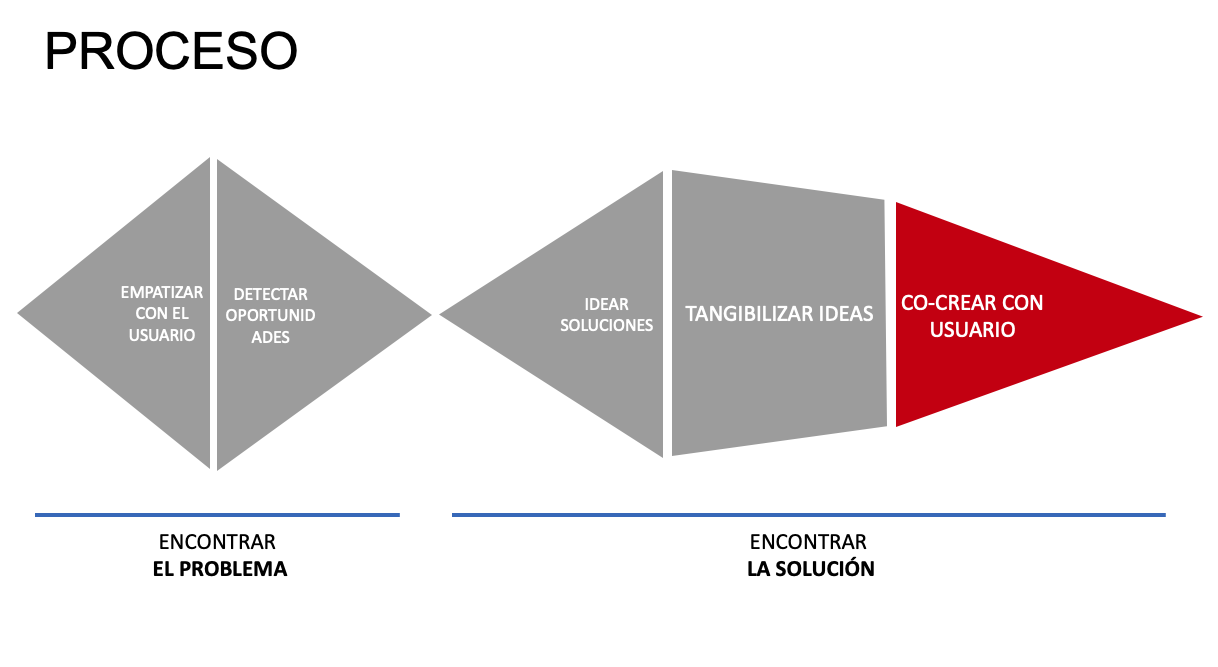 PROCESO
EMPATIZAR
CON EL
USUARIO
DETECTAR
OPORTUNID
ADES
IDEAR
SOLUCIONES
TANGIBILIZAR IDEAS
CO-CREAR CON
USUARIO
ENCONTRAR
EL PROBLEMA
ENCONTRAR
LA SOLUCIÓN